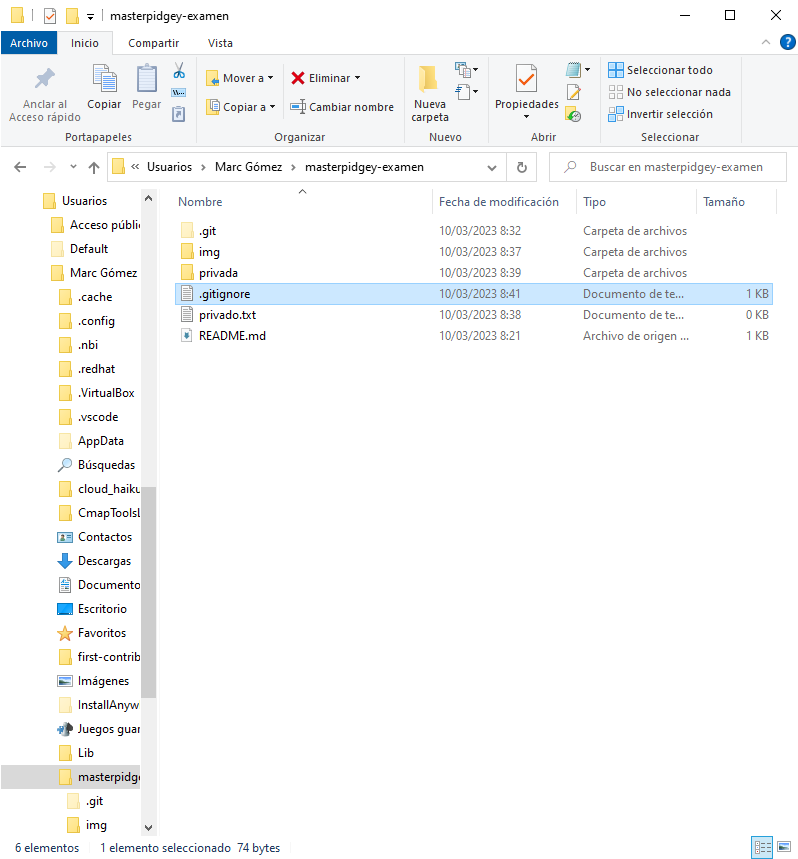 masterpidgey-examen
Archivo Inicio Compartir Vista
Anclar al Acceso rápido
Copiar
Pegar
Mover a
Copiar a
Eliminar
Cambiar nombre
Nueva carpeta
Propiedades
Seleccionar todo
No seleccionar nada
Invertir selección
Portapapeles Organizar Nuevo Abrir Seleccionar
« Usuarios > Marc Gómez > masterpidgey-examen
Buscar en masterpidgey-examen
Usuarios
Acceso públi
Default
Marc Gómez
.cache
.config
.nbi
.redhat
.VirtualBox
.vscode
AppData
Búsquedas
cloud_haiku
CmapToolsL
Contactos
Descargas
Documento
Escritorio
Favoritos
first-contrib
Imágenes
InstallAnyw
Juegos guar
Lib
masterpidge
.git
img
Nombre Fecha de modificación Tipo Tamaño
.git 10/03/2023 8:32 Carpeta de archivos
img 10/03/2023 8:37 Carpeta de archivos
privada 10/03/2023 8:39 Carpeta de archivos
.gitignore 10/03/2023 8:41 Documento de te... 1 KB
privado.txt 10/03/2023 8:38 Documento de te... 0 KB
README.md 10/03/2023 8:21 Archivo de origen ... 1 KB
6 elementos 1 elemento seleccionado 74 bytes